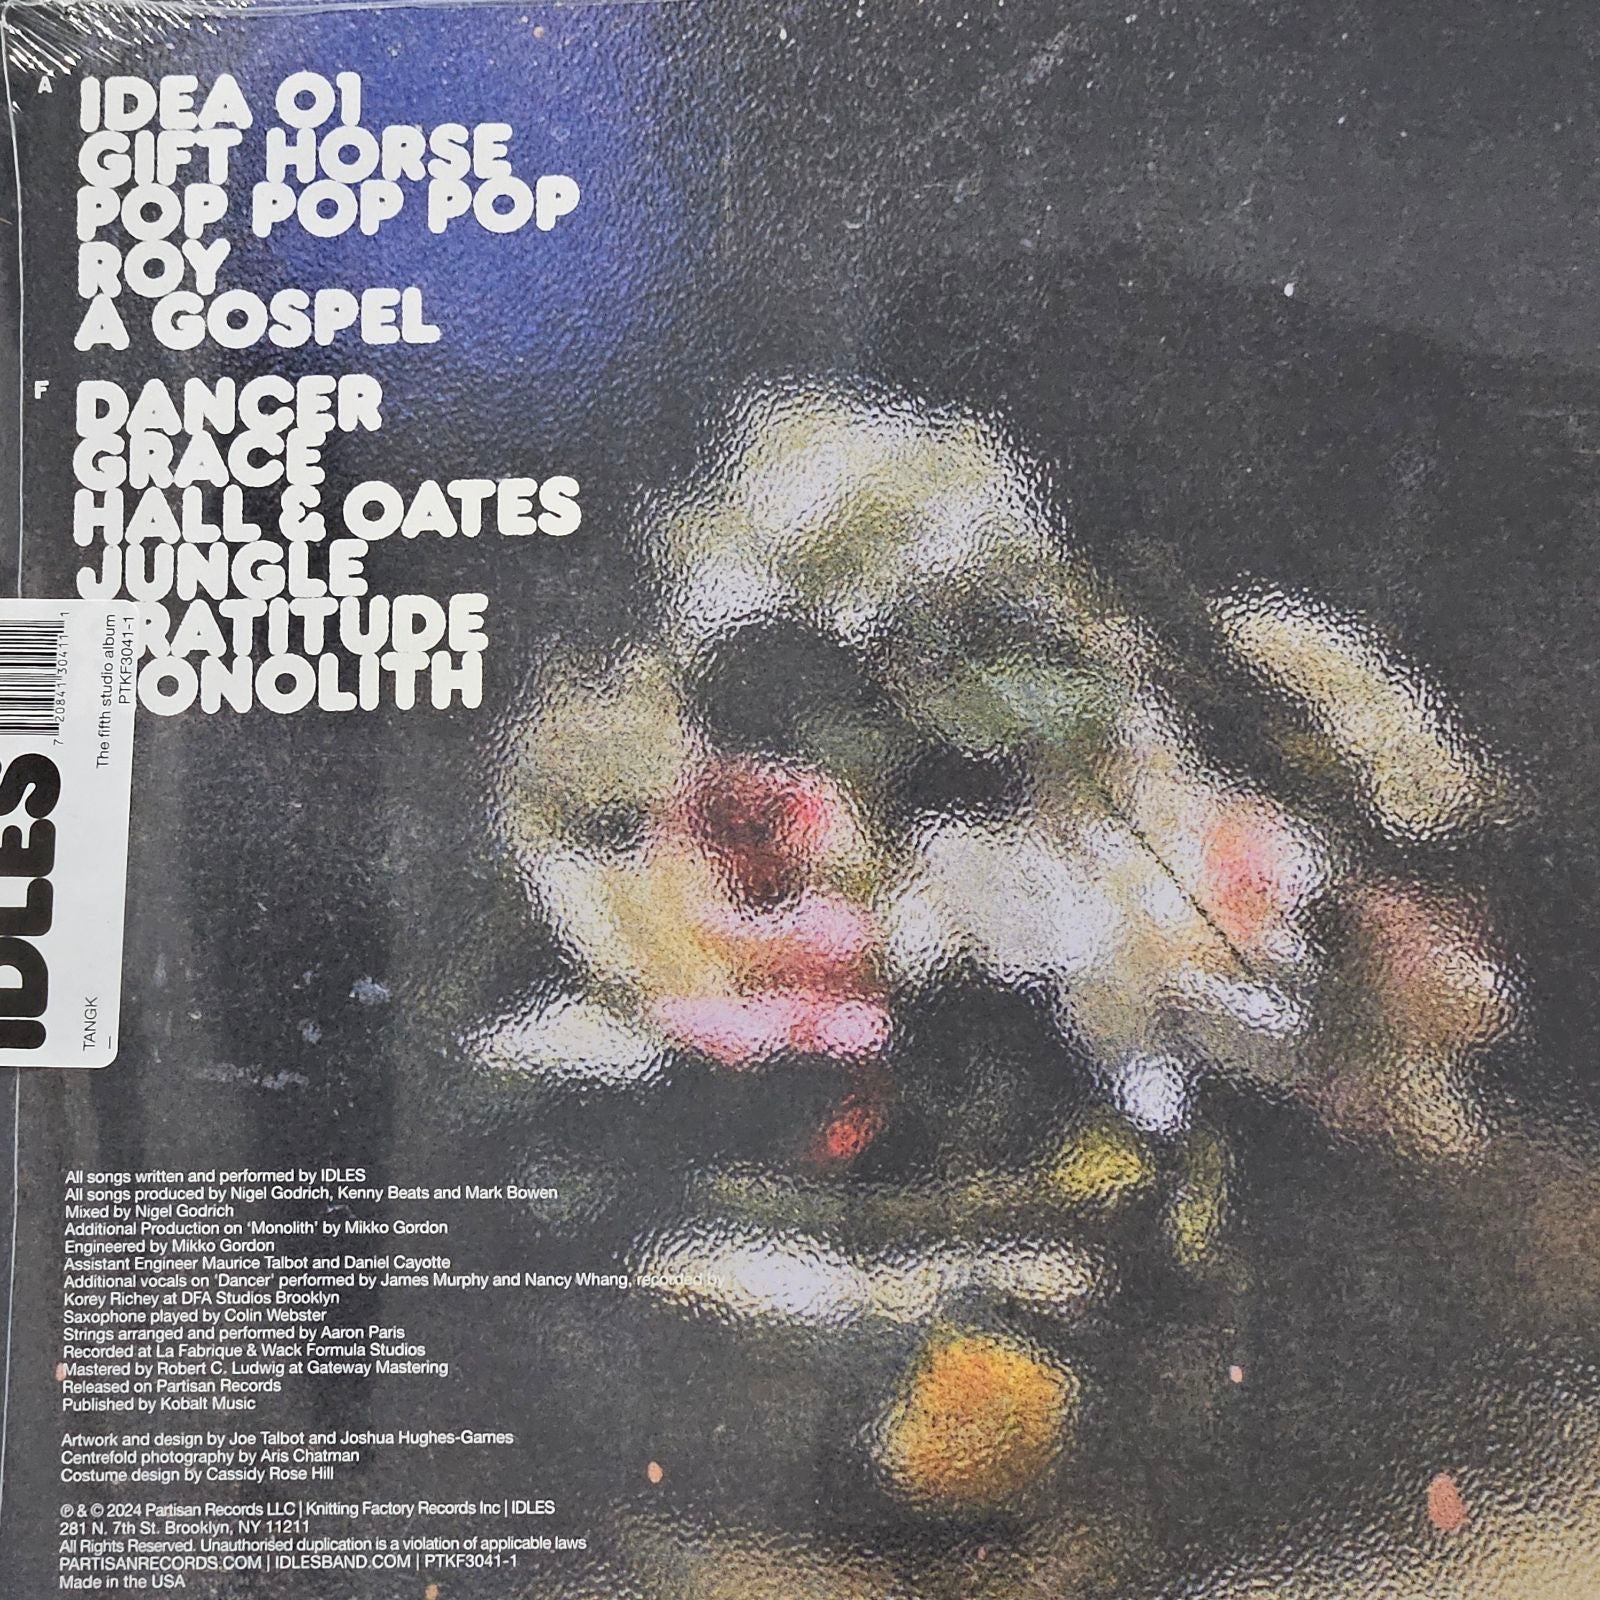 A
IDEA 01
GIFT HORSE
POP POP POP
ROY
A GOSPEL
F
DANCER
GRACE
HALL & OATES
JUNGLE
RATITUDE
ONOLITH
7 20841 30411 1
The fifth studio album
PTKF3041-1
IDLES
TANGK
All songs written and performed by IDLES
All songs produced by Nigel Godrich, Kenny Beats and Mark Bowen
Mixed by Nigel Godrich
Additional Production on 'Monolith' by Mikko Gordon
Engineered by Mikko Gordon
Assistant Engineer Maurice Talbot and Daniel Cayotte
Additional vocals on 'Dancer' performed by James Murphy and Nancy Whang, recorded by
Korey Richey at DFA Studios Brooklyn
Saxophone played by Colin Webster
Strings arranged and performed by Aaron Paris
Recorded at La Fabrique & Wack Formula Studios
Mastered by Robert C. Ludwig at Gateway Mastering
Released on Partisan Records
Published by Kobalt Music
Artwork and design by Joe Talbot and Joshua Hughes-Games
Centrefold photography by Aris Chatman
Costume design by Cassidy Rose Hill
℗ & © 2024 Partisan Records LLC | Knitting Factory Records Inc | IDLES
281 N. 7th St. Brooklyn, NY 11211
All Rights Reserved. Unauthorised duplication is a violation of applicable laws
PARTISANRECORDS.COM | IDLESBAND.COM | PTKF3041-1
Made in the USA